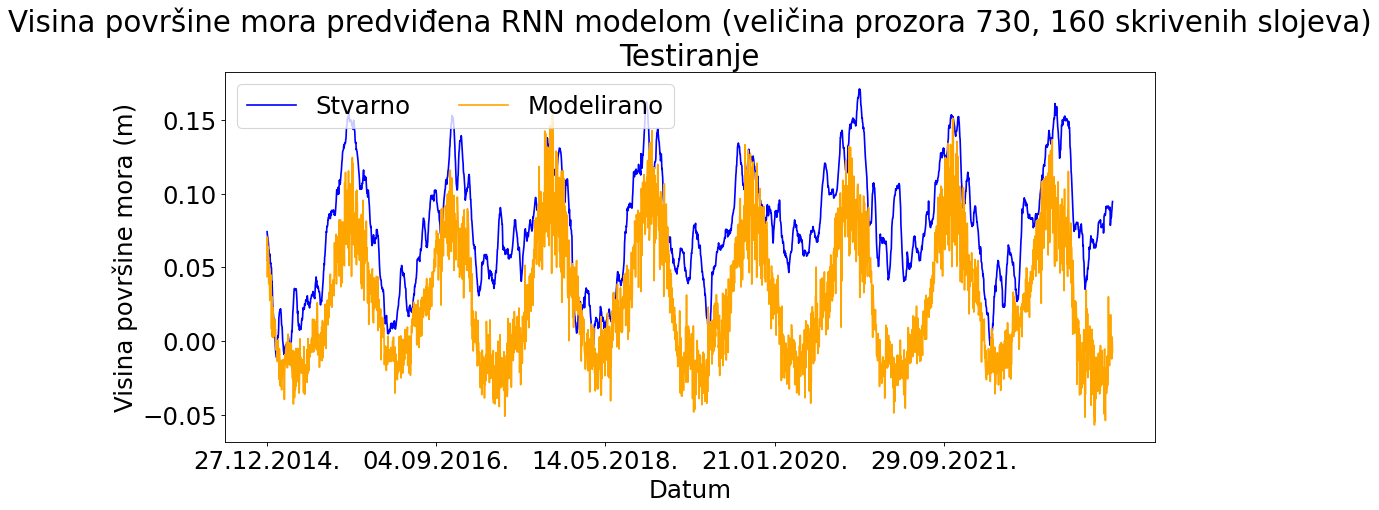 Visina površine mora predviđena RNN modelom (veličina prozora 730, 160 skrivenih slojeva)
Testiranje
Stvarno Modelirano
Visina površine mora (m)
0.15
0.10
0.05
0.00
−0.05
27.12.2014. 04.09.2016. 14.05.2018. 21.01.2020. 29.09.2021.
Datum